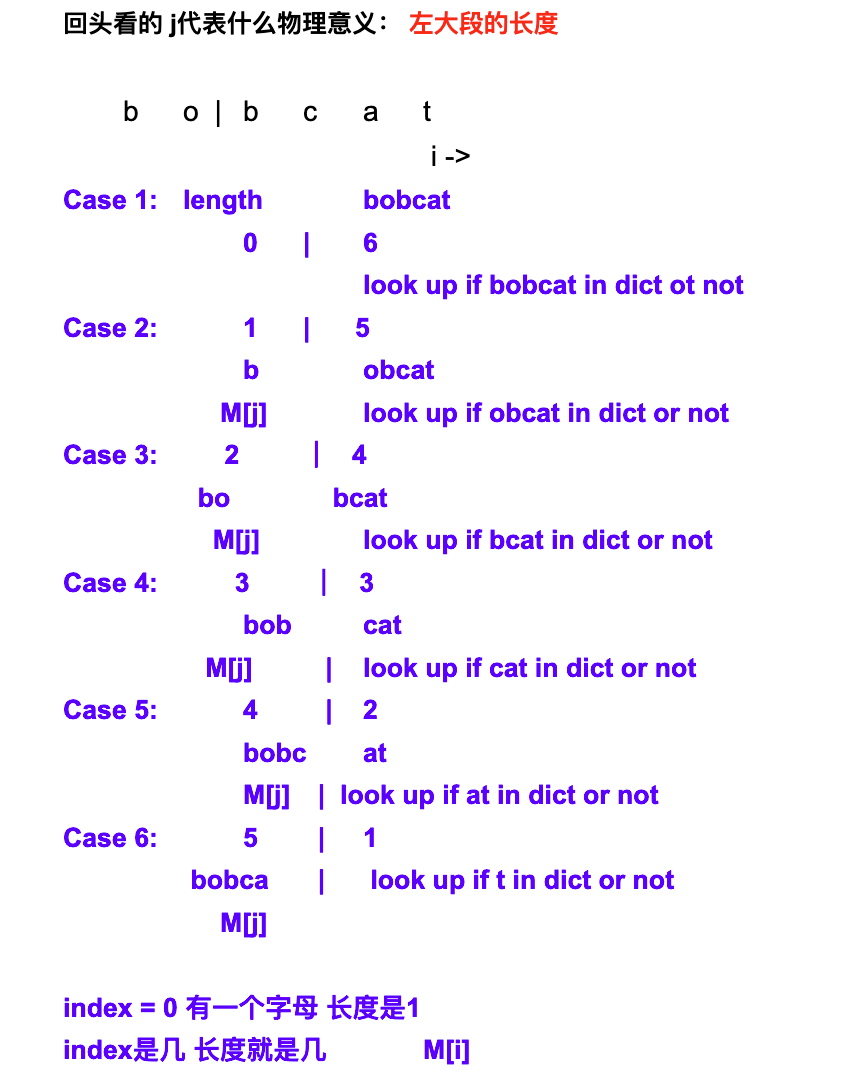 回头看的 j代表什么物理意义： 左大段的长度
b o | b c a t
i ->
Case 1: length bobcat
0 | 6
look up if bobcat in dict ot not
Case 2: 1 | 5
b obcat
M[j] look up if obcat in dict or not
Case 3: 2 | 4
bo bcat
M[j] look up if bcat in dict or not
Case 4: 3 | 3
bob cat
M[j] | look up if cat in dict or not
Case 5: 4 | 2
bobc at
M[j] | look up if at in dict or not
Case 6: 5 | 1
bobca | look up if t in dict or not
M[j]
index = 0 有一个字母 长度是1
index是几 长度就是几 M[i]